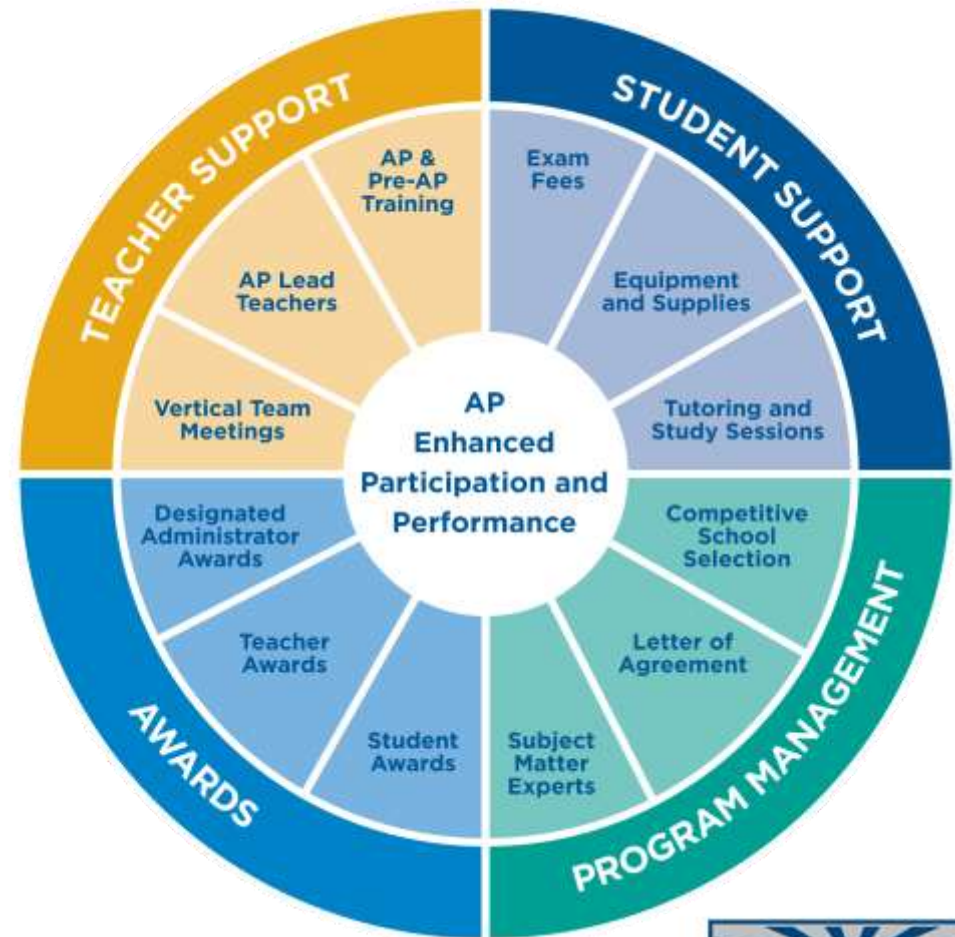 TEACHER SUPPORT
AP &
Pre-AP
Training
AP Lead
Teachers
Vertical Team
Meetings
STUDENT SUPPORT
Exam
Fees
Equipment
and Supplies
Tutoring and
Study Sessions
AP
Enhanced
Participation and
Performance
AWARDS
Designated
Administrator
Awards
Teacher
Awards
Student
Awards
PROGRAM MANAGEMENT
Competitive
School
Selection
Letter of
Agreement
Subject
Matter
Experts